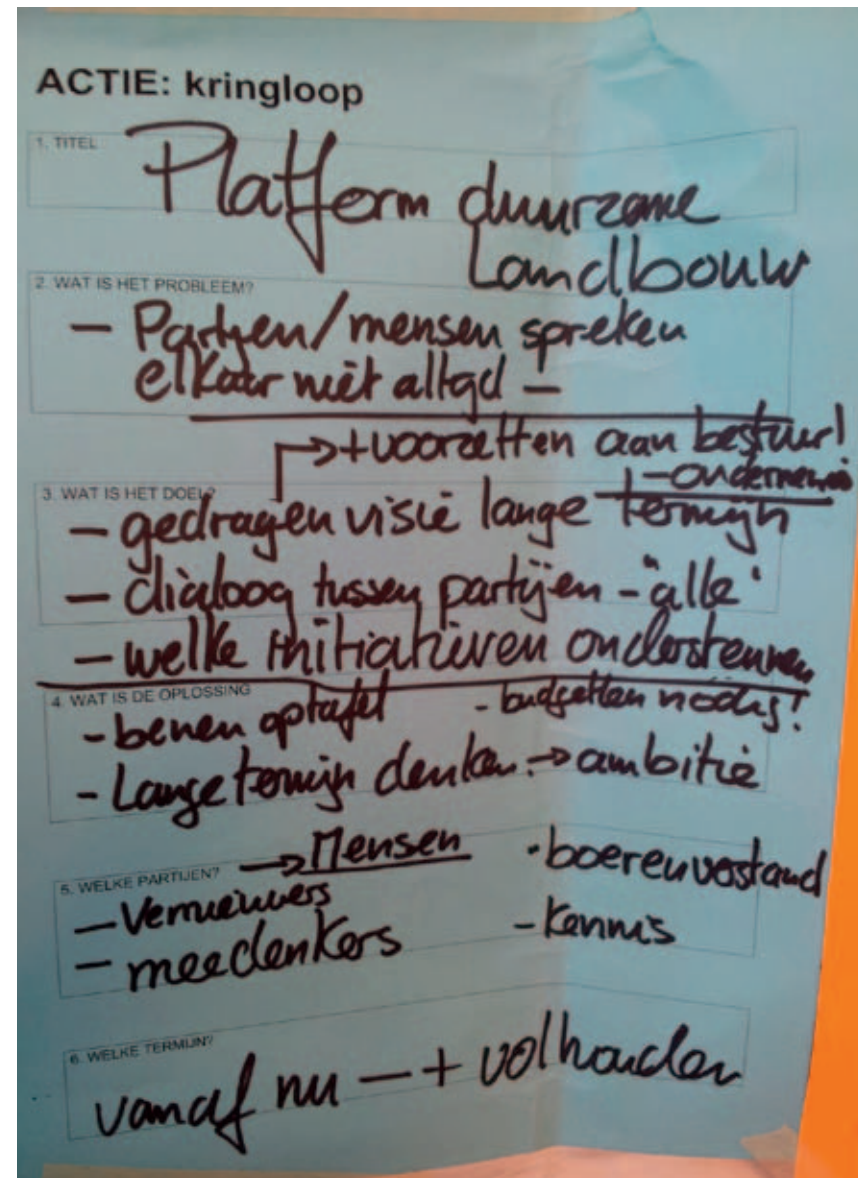 ACTIE: kringloop
1. TITEL
Platform duurzame
Landbouw
2. WAT IS HET PROBLEEM?
- Partijen/mensen spreken
elkaar niet altijd -
→ + voorzetten aan bestuur!
- ondernemers
3. WAT IS HET DOEL?
- gedragen visie lange termijn
- dialoog tussen partijen - "alle"
- welke initiatieven ondersteunen
4. WAT IS DE OPLOSSING
- benen op tafel - budgetten nodig!
- Lange termijn denken. → ambitie
5. WELKE PARTIJEN? → Mensen
- Vernieuwers - boerenverstand
- meedenkers - kennis
6. WELKE TERMIJN?
vanaf nu — + volhouden